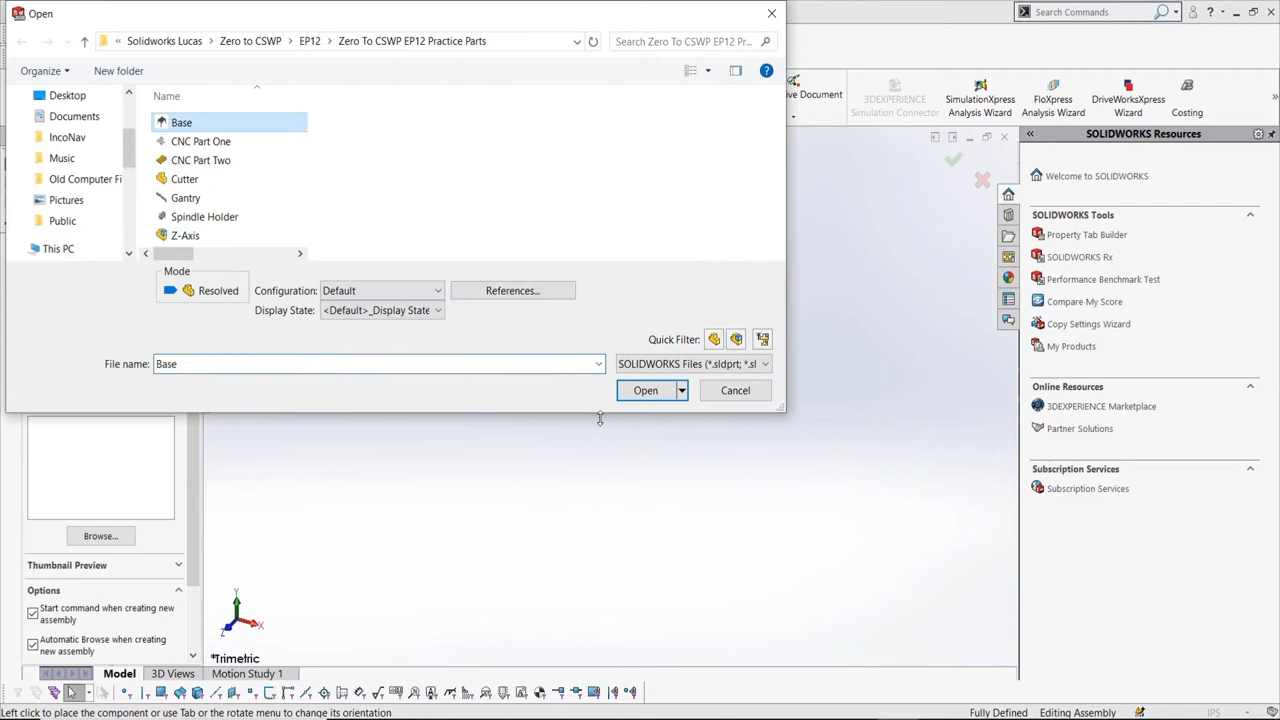 Open
Search Commands
?
« Solidworks Lucas > Zero to CSWP > EP12 > Zero To CSWP EP12 Practice Parts
Search Zero to CSWP EP12 Pr...
Organize
New folder
Desktop
Documents
IncoNav
Music
Old Computer Fi
Pictures
Public
This PC
Name
Base
CNC Part One
CNC Part Two
Cutter
Gantry
Spindle Holder
Z-Axis
Mode
Resolved
Configuration:
Default
References...
Display State:
<Default>_Display State
Quick Filter:
File name:
Base
SOLIDWORKS Files (*.sldprt; *.sl
Open
Cancel
ive Document
3DEXPERIENCE
Simulation Connector
SimulationXpress
Analysis Wizard
FloXpress
Analysis Wizard
DriveWorksXpress
Wizard
Costing
SOLIDWORKS Resources
Welcome to SOLIDWORKS
SOLIDWORKS Tools
Property Tab Builder
SOLIDWORKS Rx
Performance Benchmark Test
Compare My Score
Copy Settings Wizard
My Products
Online Resources
3DEXPERIENCE Marketplace
Partner Solutions
Subscription Services
Subscription Services
Browse...
Thumbnail Preview
Options
Start command when creating new
assembly
Automatic Browse when creating
new assembly
Y
X
Z
*Trimetric
Model
3D Views
Motion Study 1
Left click to place the component or use Tab or the rotate menu to change its orientation
Fully Defined
Editing Assembly
IPS